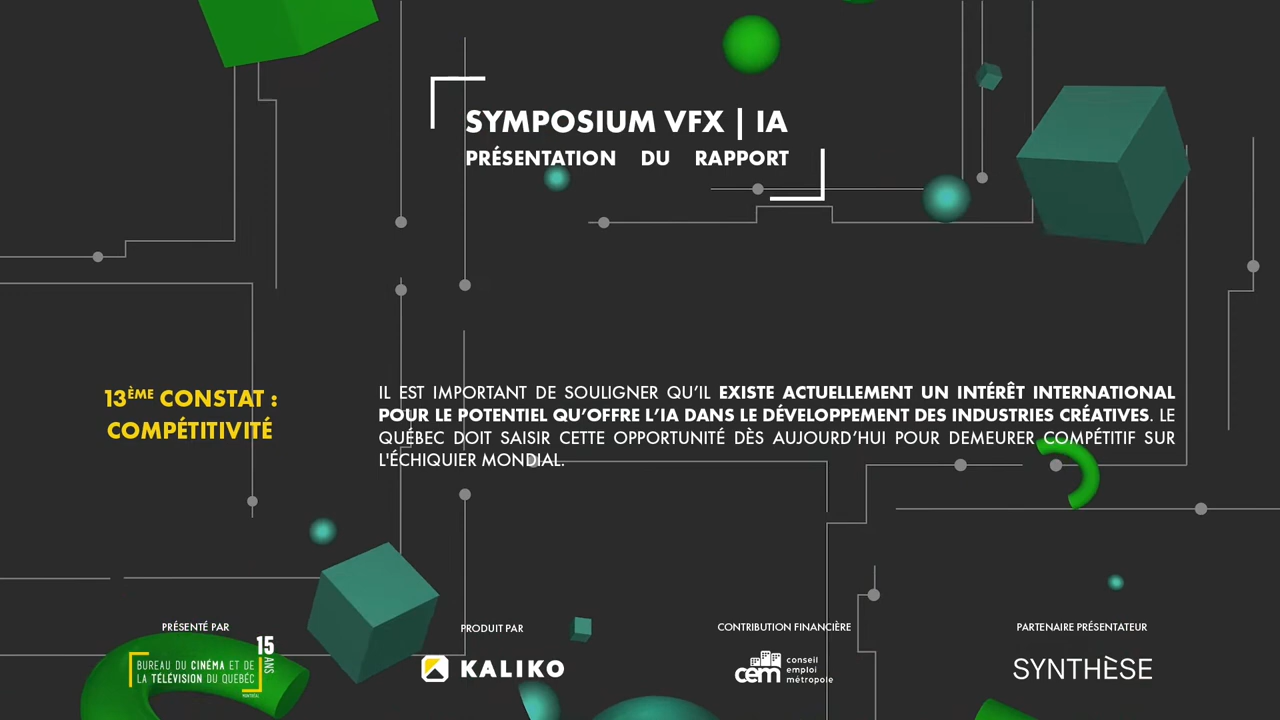 SYMPOSIUM VFX | IA
PRÉSENTATION DU RAPPORT
13ÈME CONSTAT :
COMPÉTITIVITÉ
IL EST IMPORTANT DE SOULIGNER QU'IL EXISTE ACTUELLEMENT UN INTÉRÊT INTERNATIONAL
POUR LE POTENTIEL QU'OFFRE L'IA DANS LE DÉVELOPPEMENT DES INDUSTRIES CRÉATIVES. LE
QUÉBEC DOIT SAISIR CETTE OPPORTUNITÉ DÈS AUJOURD'HUI POUR DEMEURER COMPÉTITIF SUR
L'ÉCHIQUIER MONDIAL.
PRÉSENTÉ PAR
BUREAU DU CINÉMA ET DE
LA TÉLÉVISION DU QUÉBEC
15
ANS
MONTRÉAL
PRODUIT PAR
KALIKO
CONTRIBUTION FINANCIÈRE
cem
conseil
emploi
métropole
PARTENAIRE PRÉSENTATEUR
SYNTHÈSE